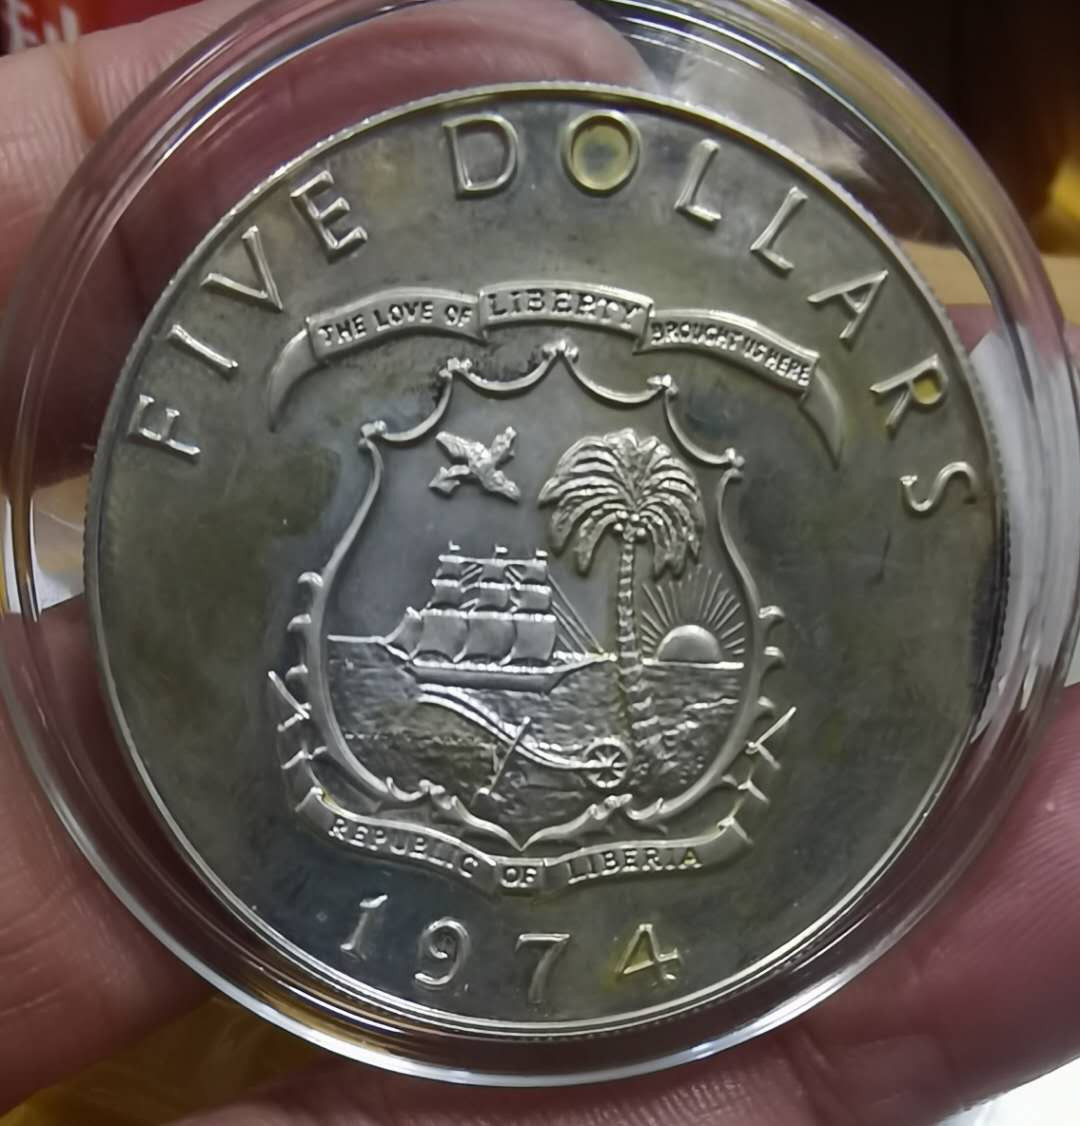 FIVE DOLLARS
THE LOVE OF LIBERTY BROUGHT US HERE
REPUBLIC OF LIBERIA
1974